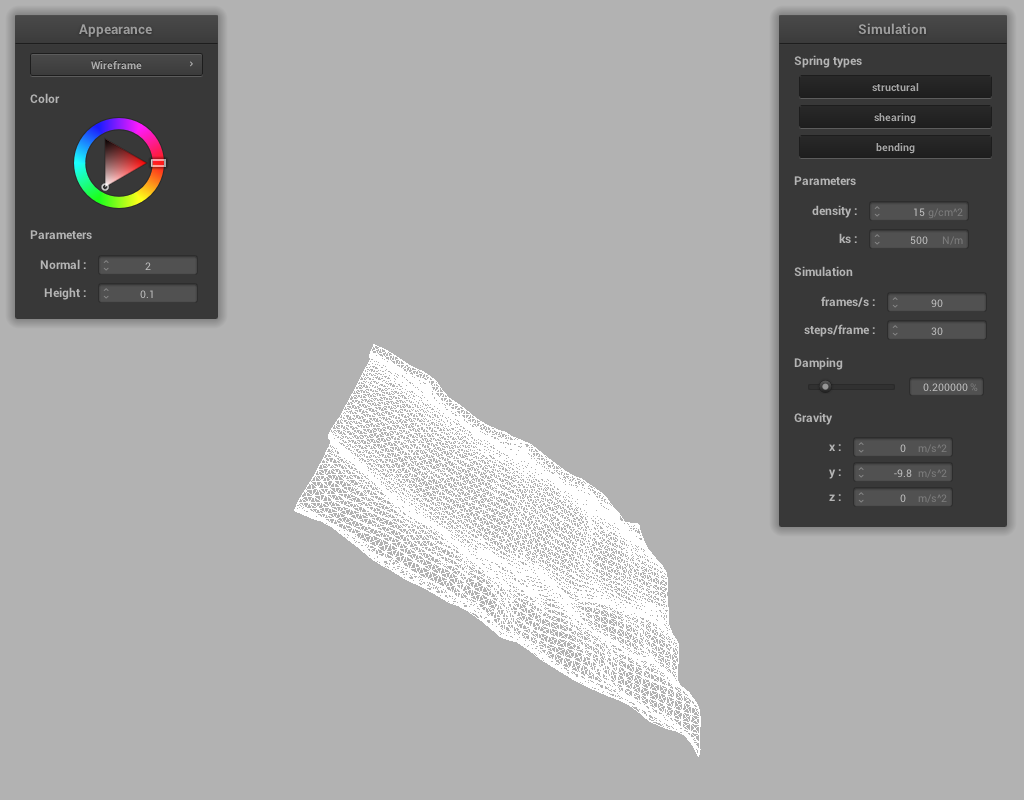 Appearance
Wireframe
Color
Parameters
Normal : 2
Height : 0.1
Simulation
Spring types
structural
shearing
bending
Parameters
density : 15 g/cm^2
ks : 500 N/m
Simulation
frames/s : 90
steps/frame : 30
Damping
0.200000 %
Gravity
x : 0 m/s^2
y : -9.8 m/s^2
z : 0 m/s^2